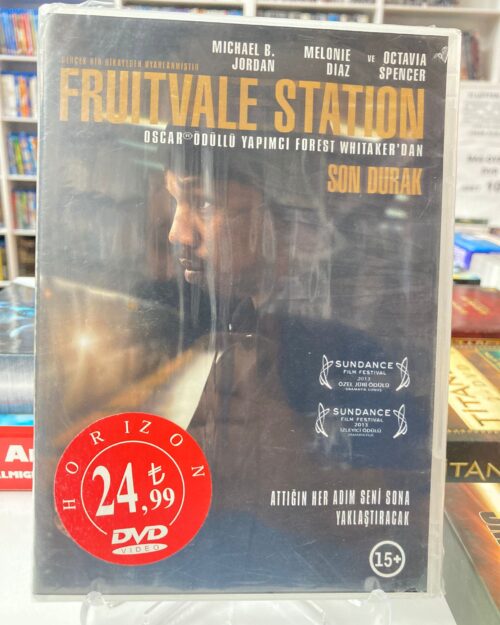 MICHAEL B. JORDAN
MELONIE DIAZ
VE
OCTAVIA SPENCER
GERÇEK BİR HİKAYEDEN UYARLANMIŞTIR
FRUITVALE STATION
OSCAR® ÖDÜLLÜ YAPIMCI FOREST WHITAKER'DAN
SON DURAK
SUNDANCE
FILM FESTIVAL
2013
ÖZEL JÜRİ ÖDÜLÜ
SUNDANCE
FILM FESTIVAL
2013
İZLEYİCİ ÖDÜLÜ
HORIZON
24,99 ₺
DVD
VIDEO
ATTIĞIN HER ADIM SENİ SONA
YAKLAŞTIRACAK
15+
TITAN
TAN